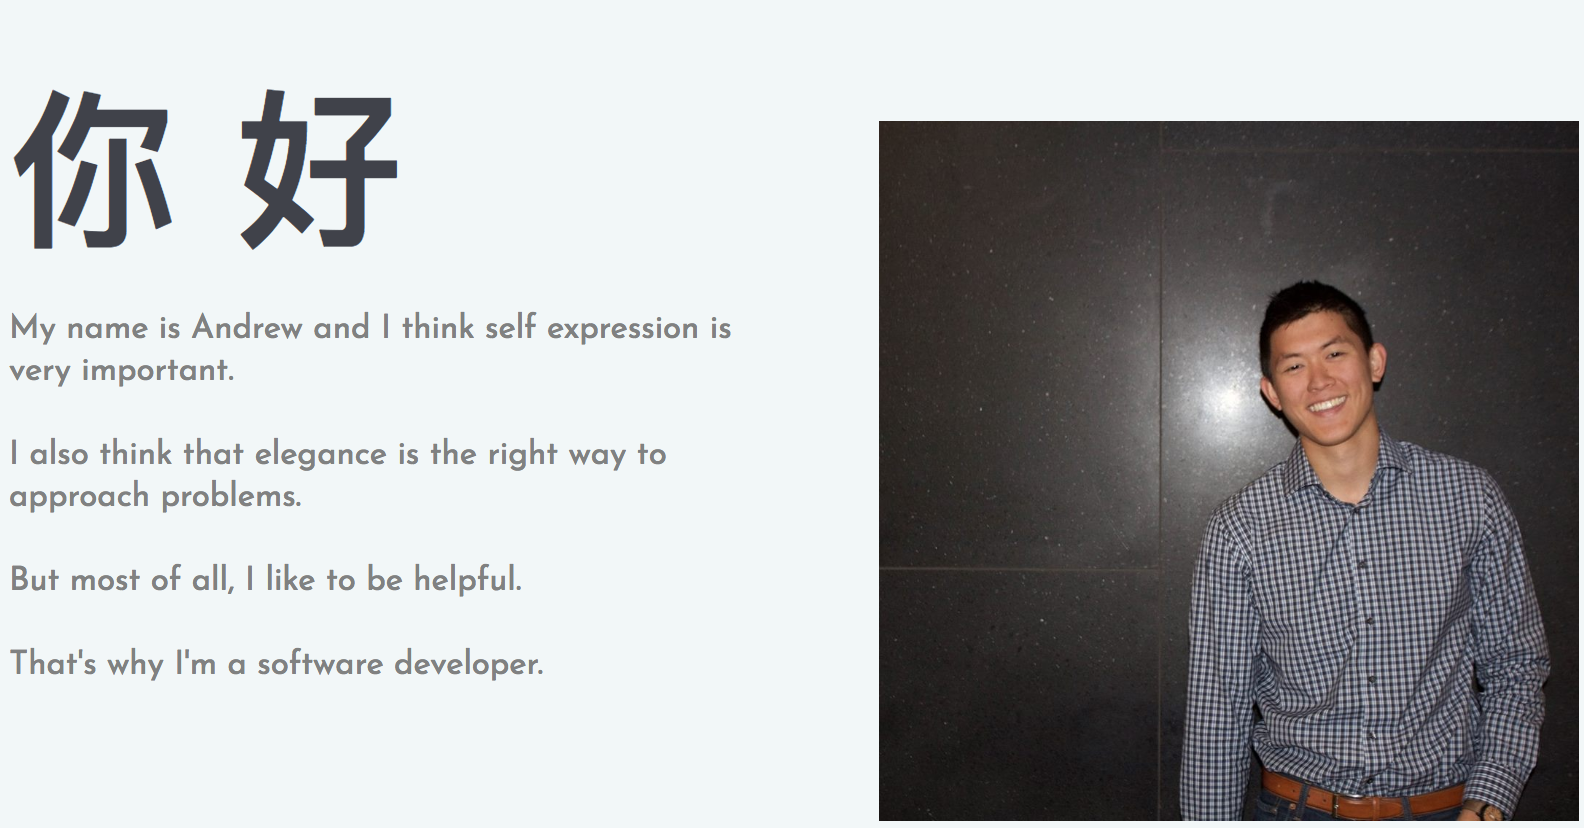 你 好
My name is Andrew and I think self expression is
very important.
I also think that elegance is the right way to
approach problems.
But most of all, I like to be helpful.
That's why I'm a software developer.